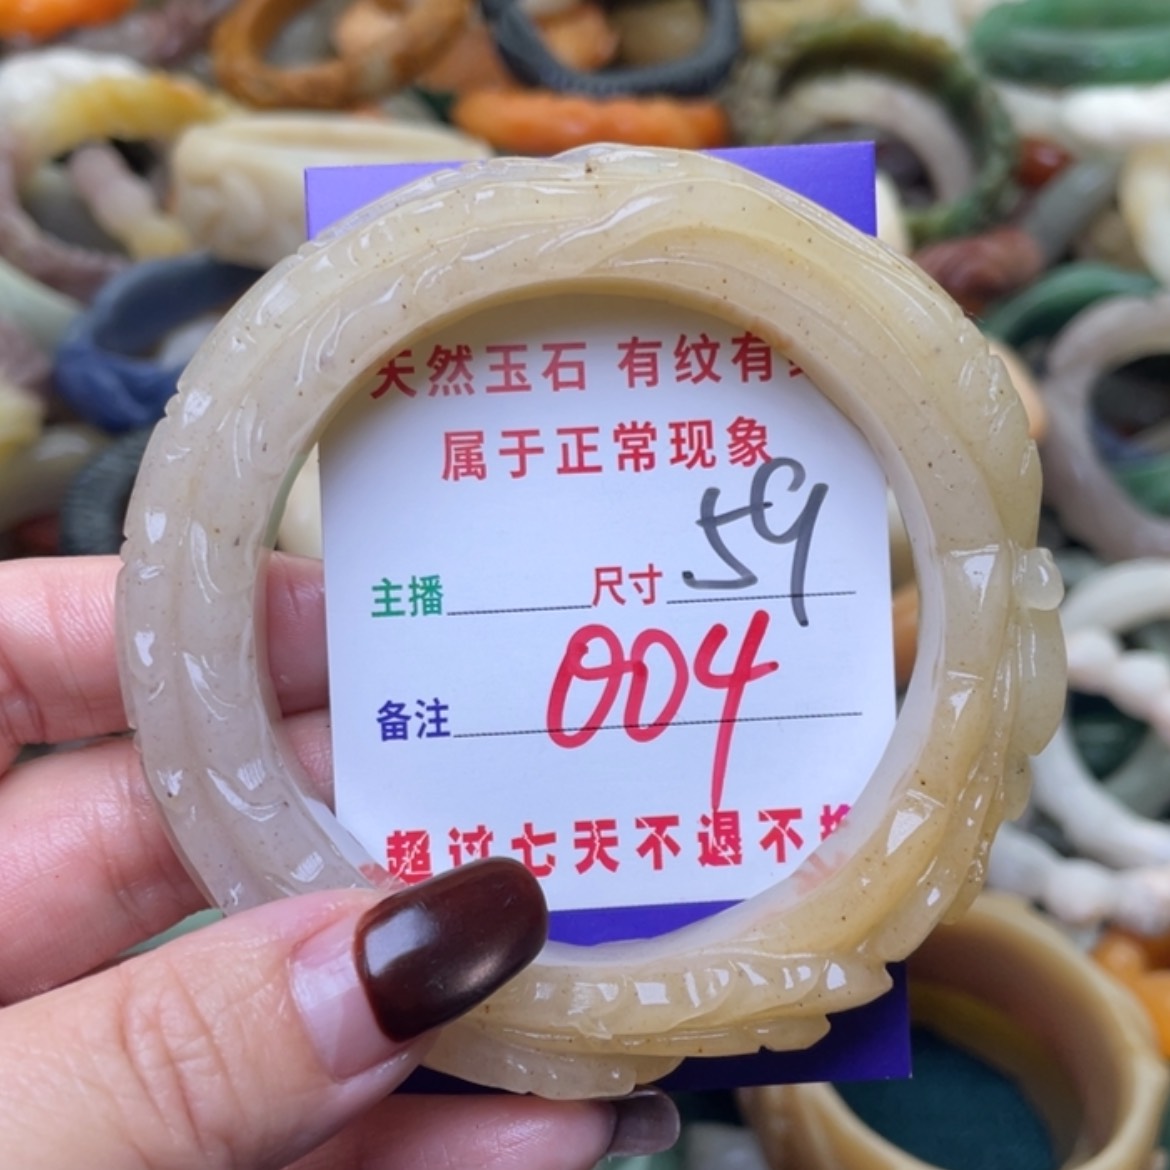 天然玉石 有纹有
属于正常现象
主播 尺寸 59
004
备注
超过七天不退不换